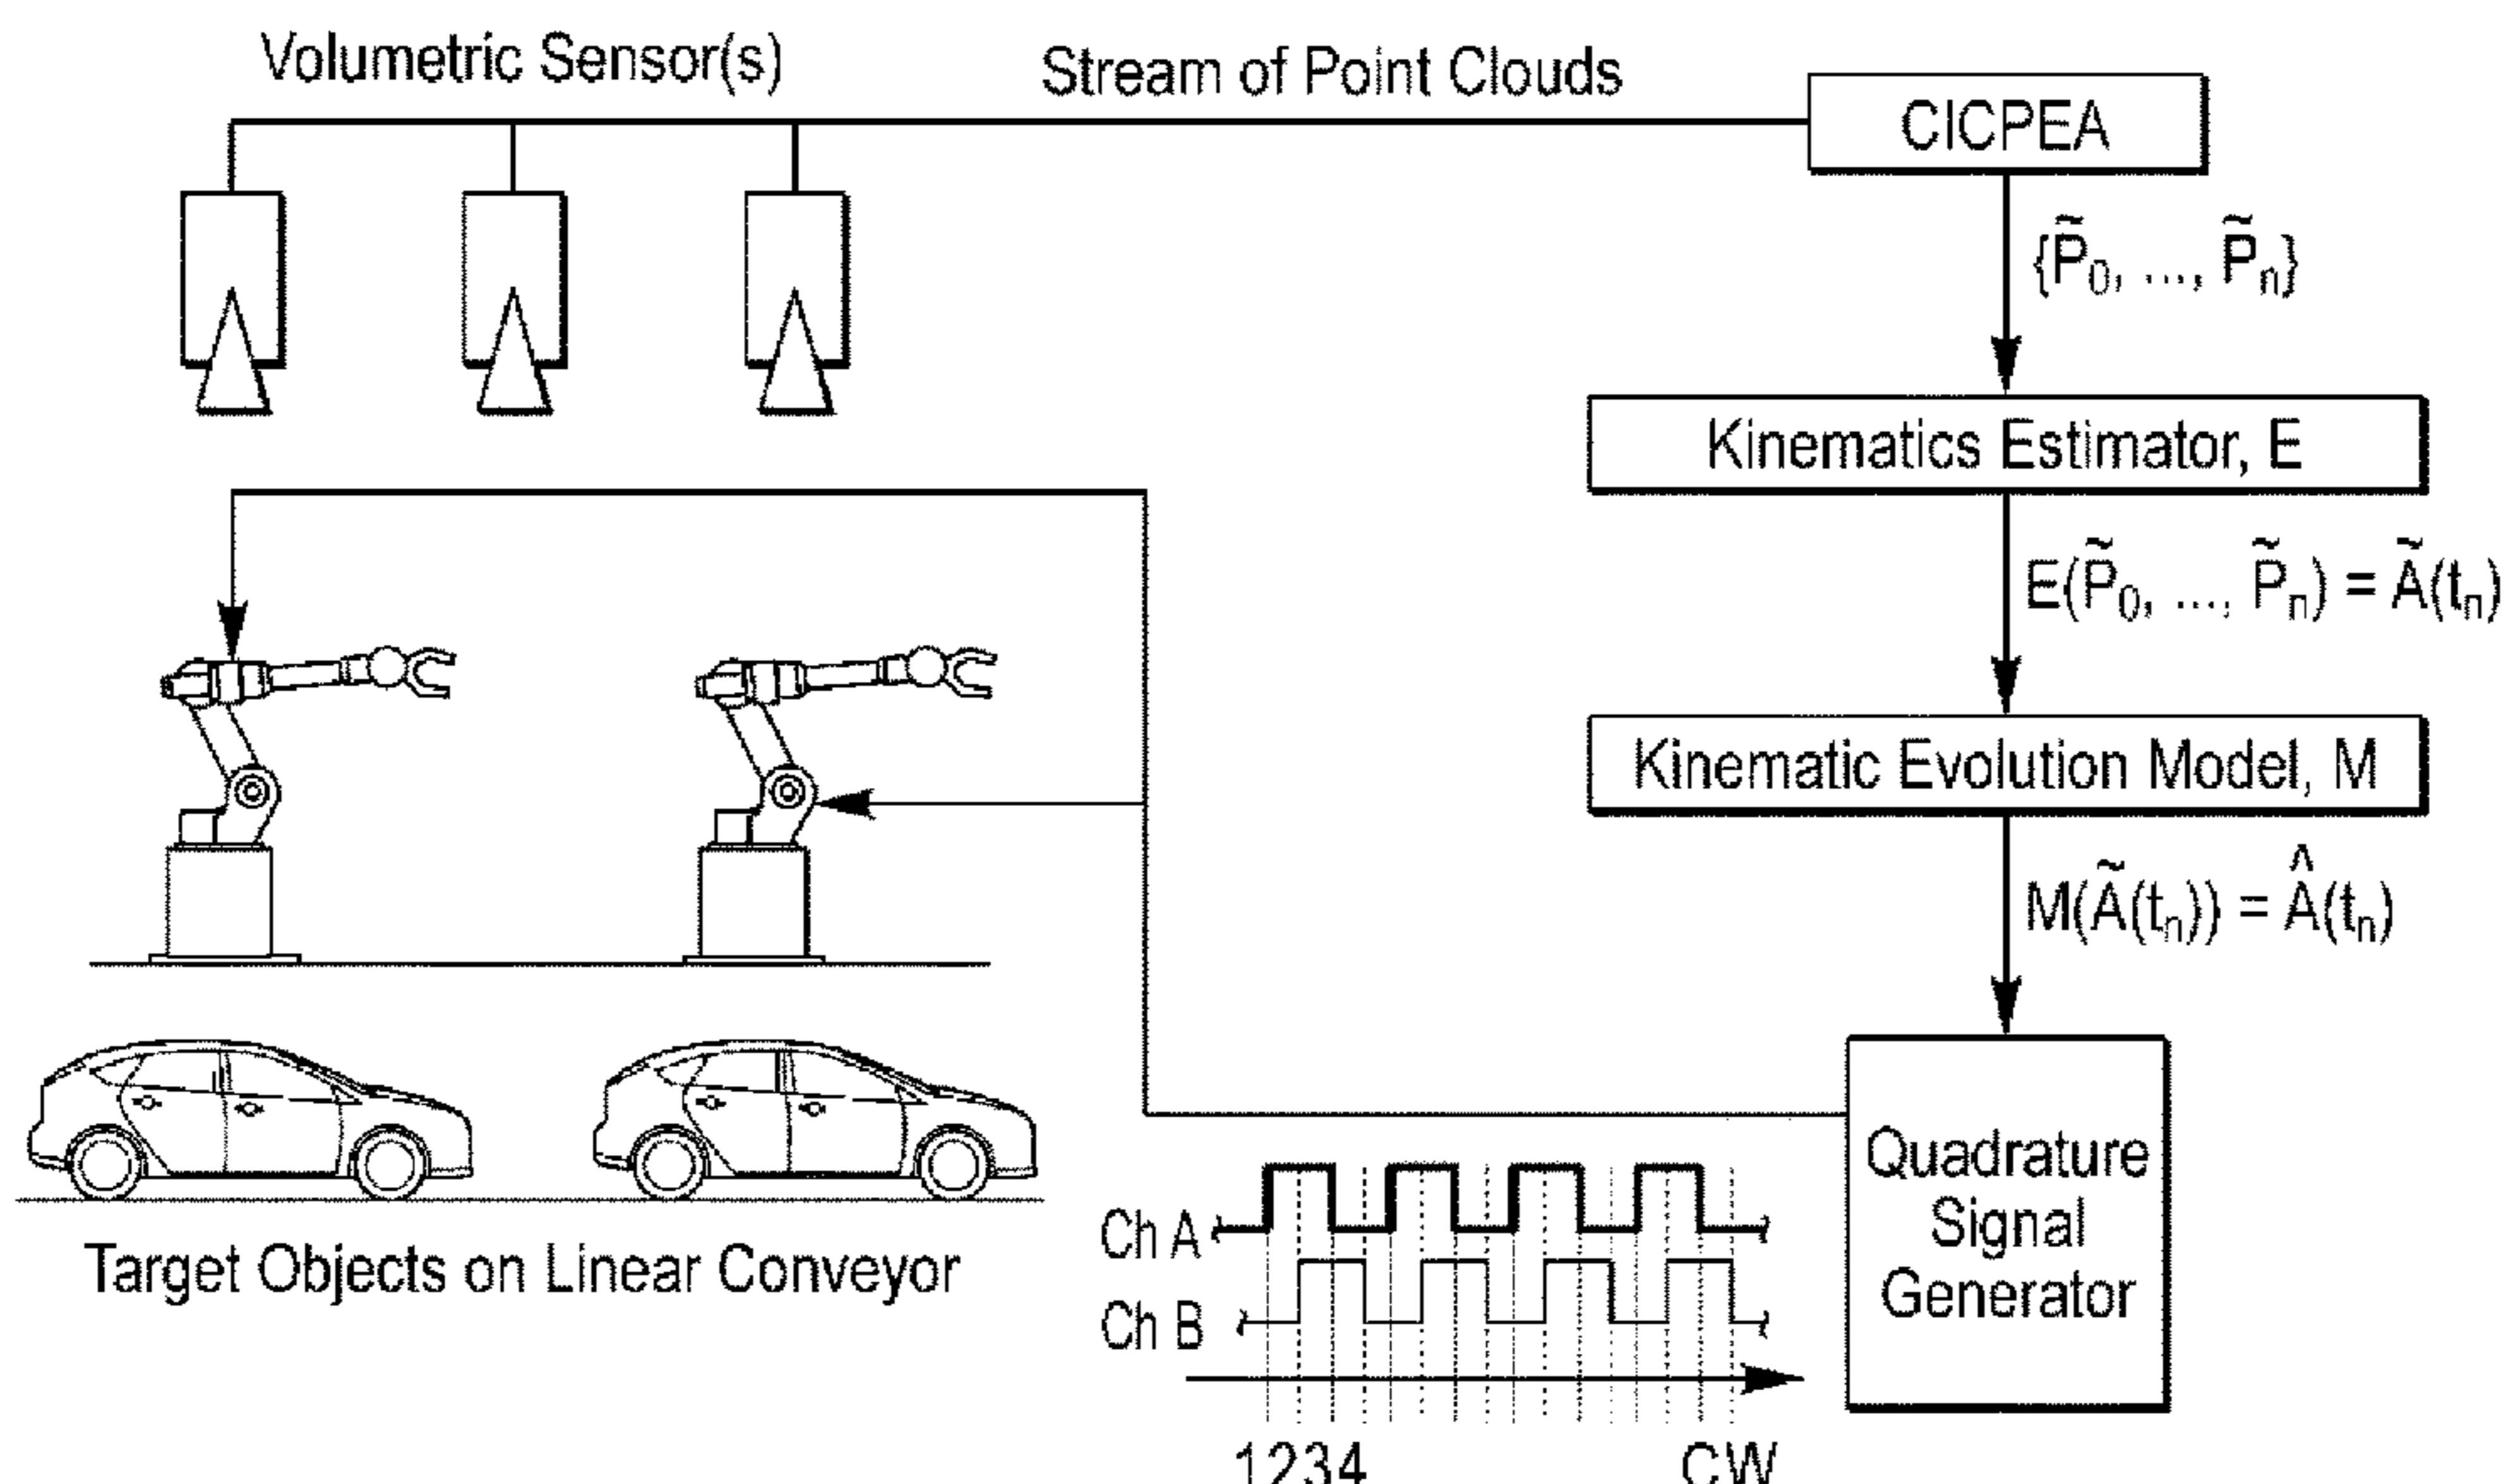 Volumetric Sensor(s)
Stream of Point Clouds
CICPEA
{P̃₀, ..., P̃ₙ}
Kinematics Estimator, E
E(P̃₀, ..., P̃ₙ) = Ã(tₙ)
Kinematic Evolution Model, M
M(Ã(tₙ)) = Â(tₙ)
Quadrature
Signal
Generator
Target Objects on Linear Conveyor
Ch A
Ch B
1234
CW